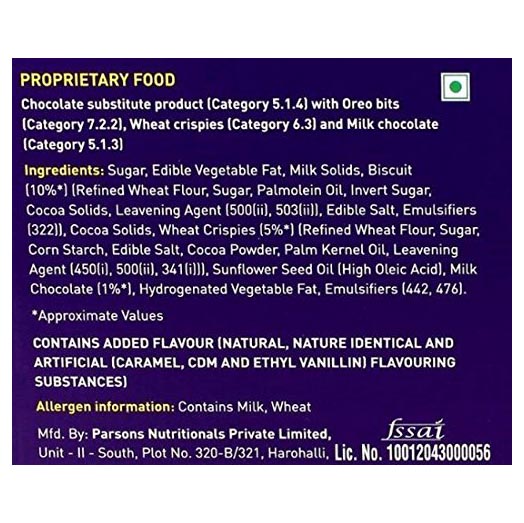 PROPRIETARY FOOD
Chocolate substitute product (Category 5.1.4) with Oreo bits
(Category 7.2.2), Wheat crispies (Category 6.3) and Milk chocolate
(Category 5.1.3)
Ingredients: Sugar, Edible Vegetable Fat, Milk Solids, Biscuit
(10%*) (Refined Wheat Flour, Sugar, Palmolein Oil, Invert Sugar,
Cocoa Solids, Leavening Agent (500(ii), 503(ii)), Edible Salt, Emulsifiers
(322)), Cocoa Solids, Wheat Crispies (5%*) (Refined Wheat Flour, Sugar,
Corn Starch, Edible Salt, Cocoa Powder, Palm Kernel Oil, Leavening
Agent (450(i), 500(ii), 341(i))), Sunflower Seed Oil (High Oleic Acid), Milk
Chocolate (1%*), Hydrogenated Vegetable Fat, Emulsifiers (442, 476).
*Approximate Values
CONTAINS ADDED FLAVOUR (NATURAL, NATURE IDENTICAL AND
ARTIFICIAL (CARAMEL, CDM AND ETHYL VANILLIN) FLAVOURING
SUBSTANCES)
Allergen information: Contains Milk, Wheat
Mfd. By: Parsons Nutritionals Private Limited,
Unit - II - South, Plot No. 320-B/321, Harohalli,
fssai
Lic. No. 10012043000056